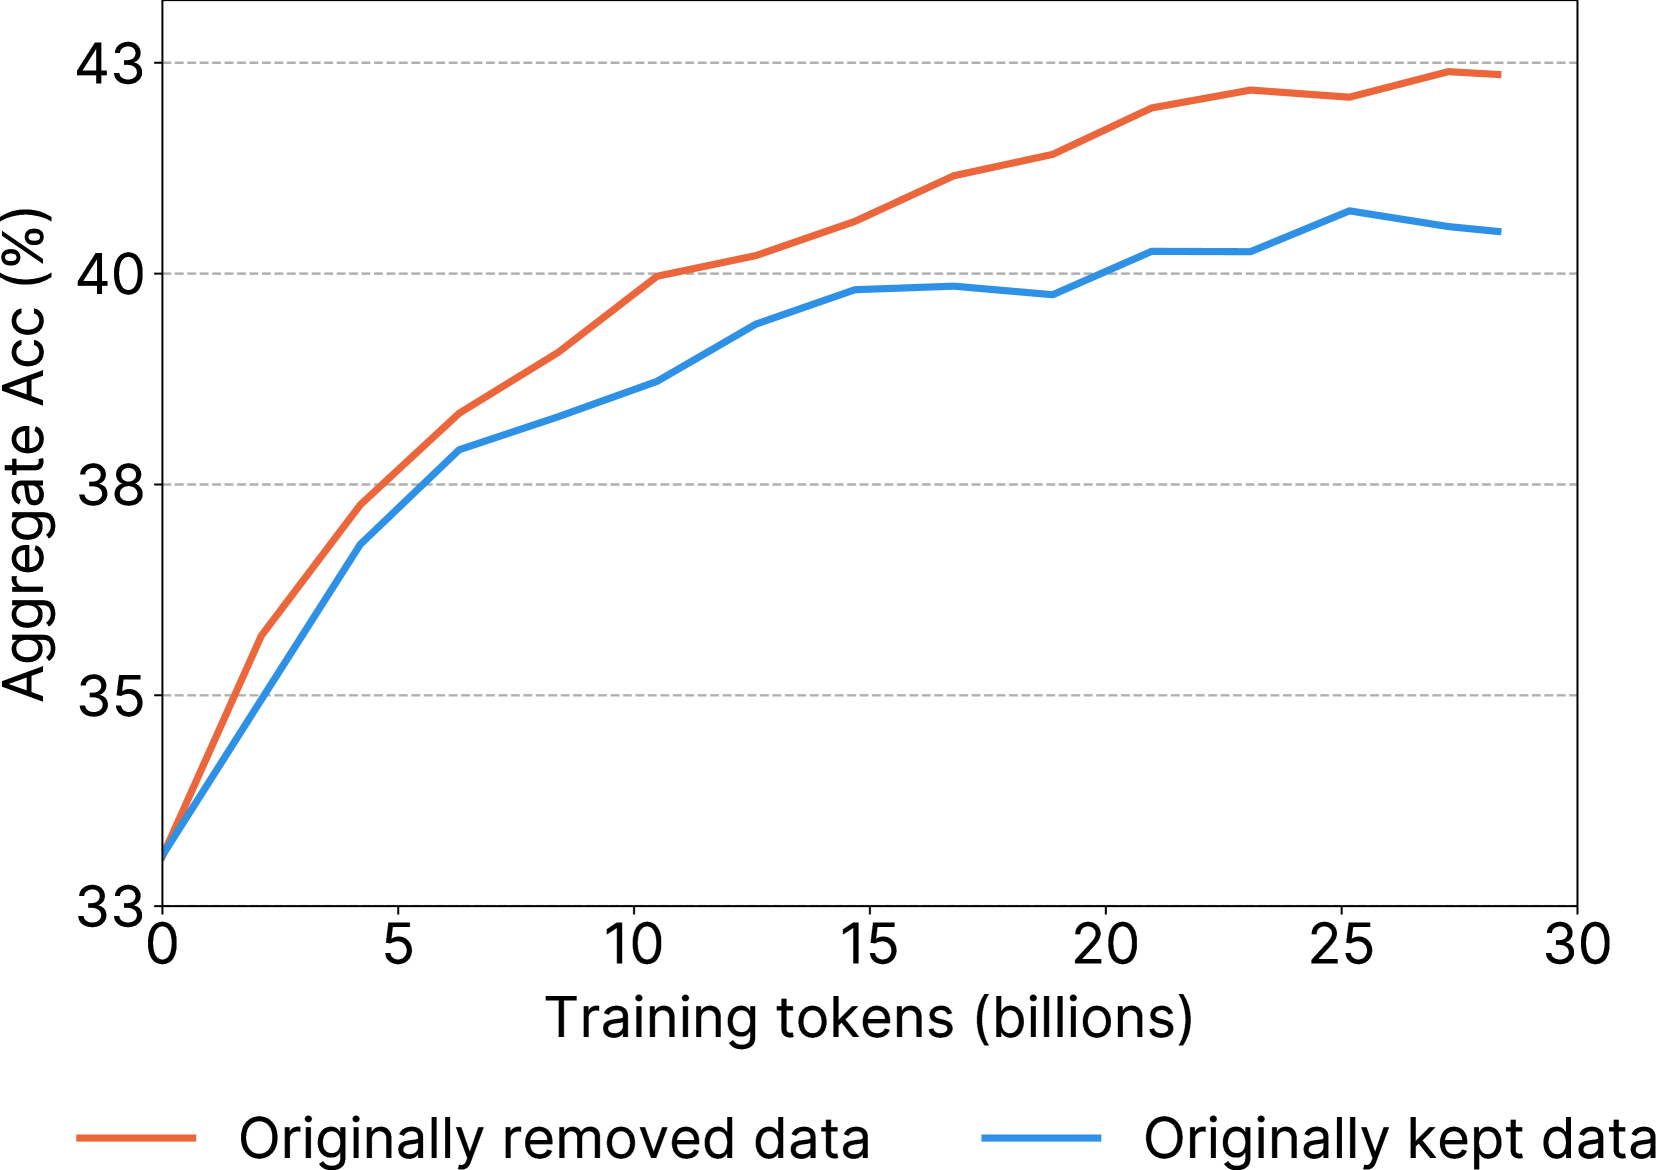 Aggregate Acc (%)
43
40
38
35
33
0 5 10 15 20 25 30
Training tokens (billions)
Originally removed data Originally kept data